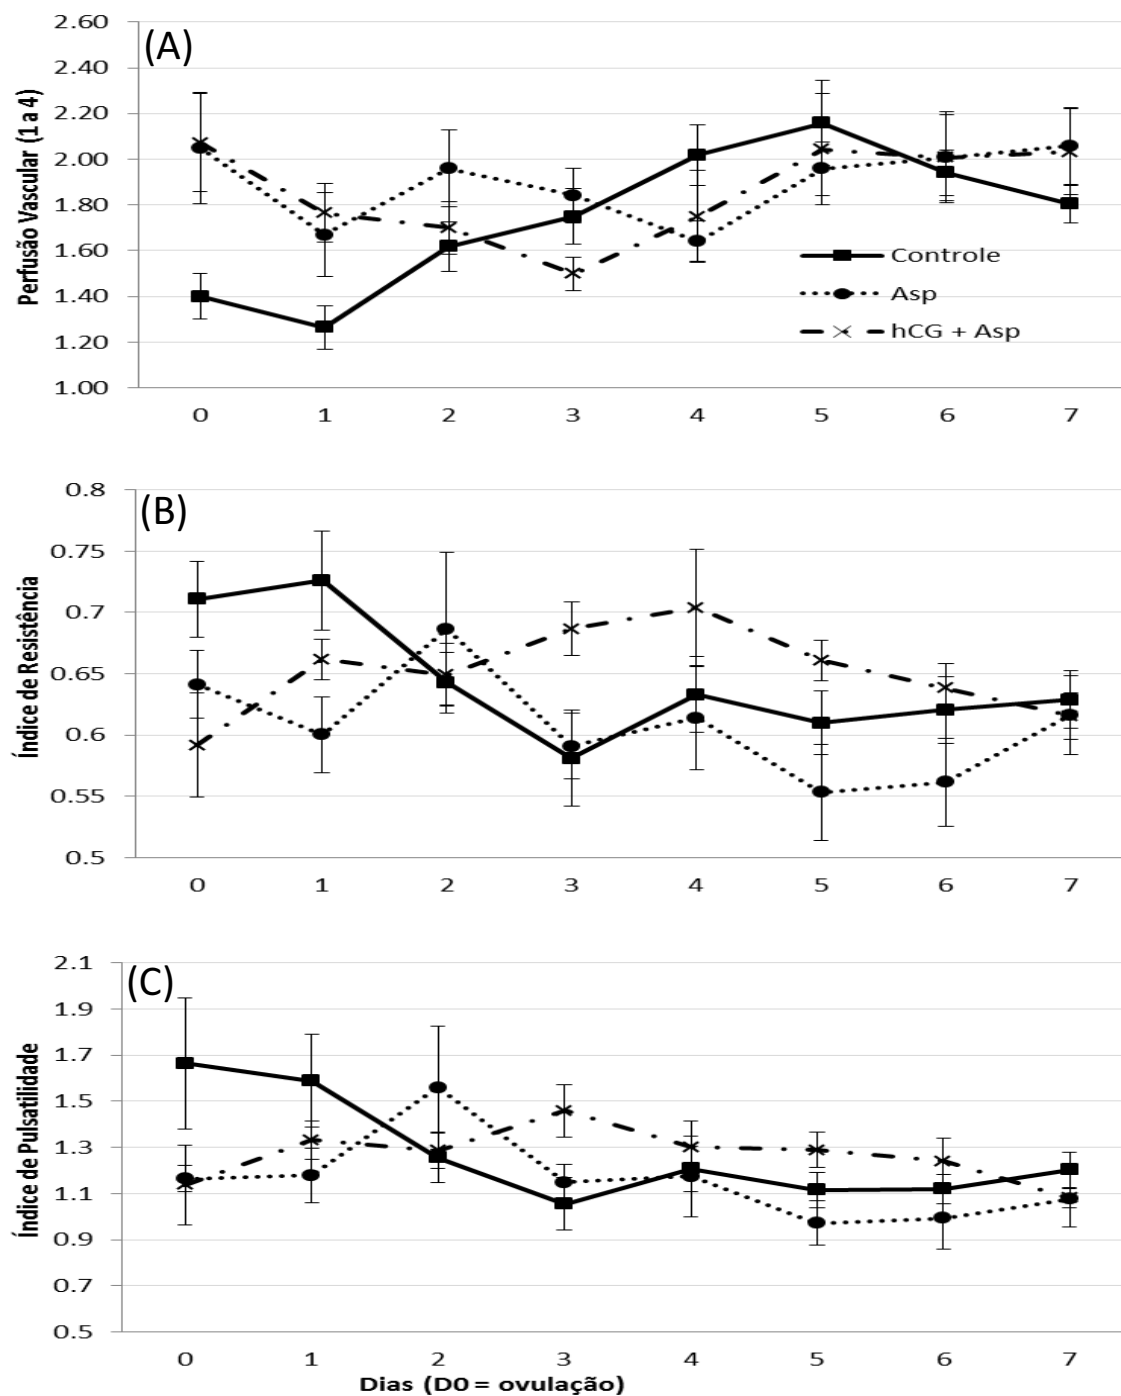 (A)
Perfusão Vascular (1 a 4)
2.60
2.40
2.20
2.00
1.80
1.60
1.40
1.20
1.00
Controle
Asp
hCG + Asp
0 1 2 3 4 5 6 7
(B)
Índice de Resistência
0.8
0.75
0.7
0.65
0.6
0.55
0.5
0 1 2 3 4 5 6 7
(C)
Índice de Pulsatilidade
2.1
1.9
1.7
1.5
1.3
1.1
0.9
0.7
0.5
0 1 2 3 4 5 6 7
Dias (D0 = ovulação)